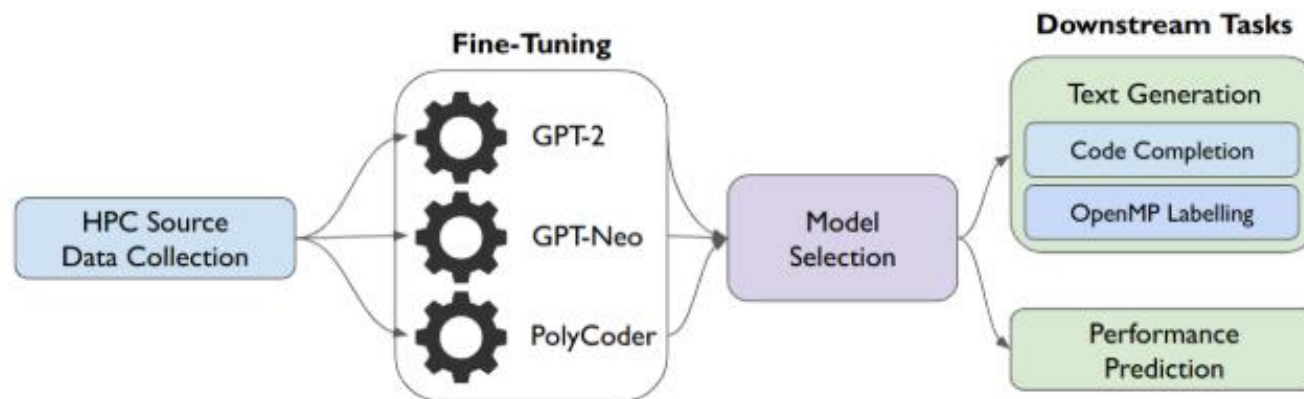 Fine-Tuning
Downstream Tasks
HPC Source
Data Collection
GPT-2
GPT-Neo
PolyCoder
Model
Selection
Text Generation
Code Completion
OpenMP Labelling
Performance
Prediction